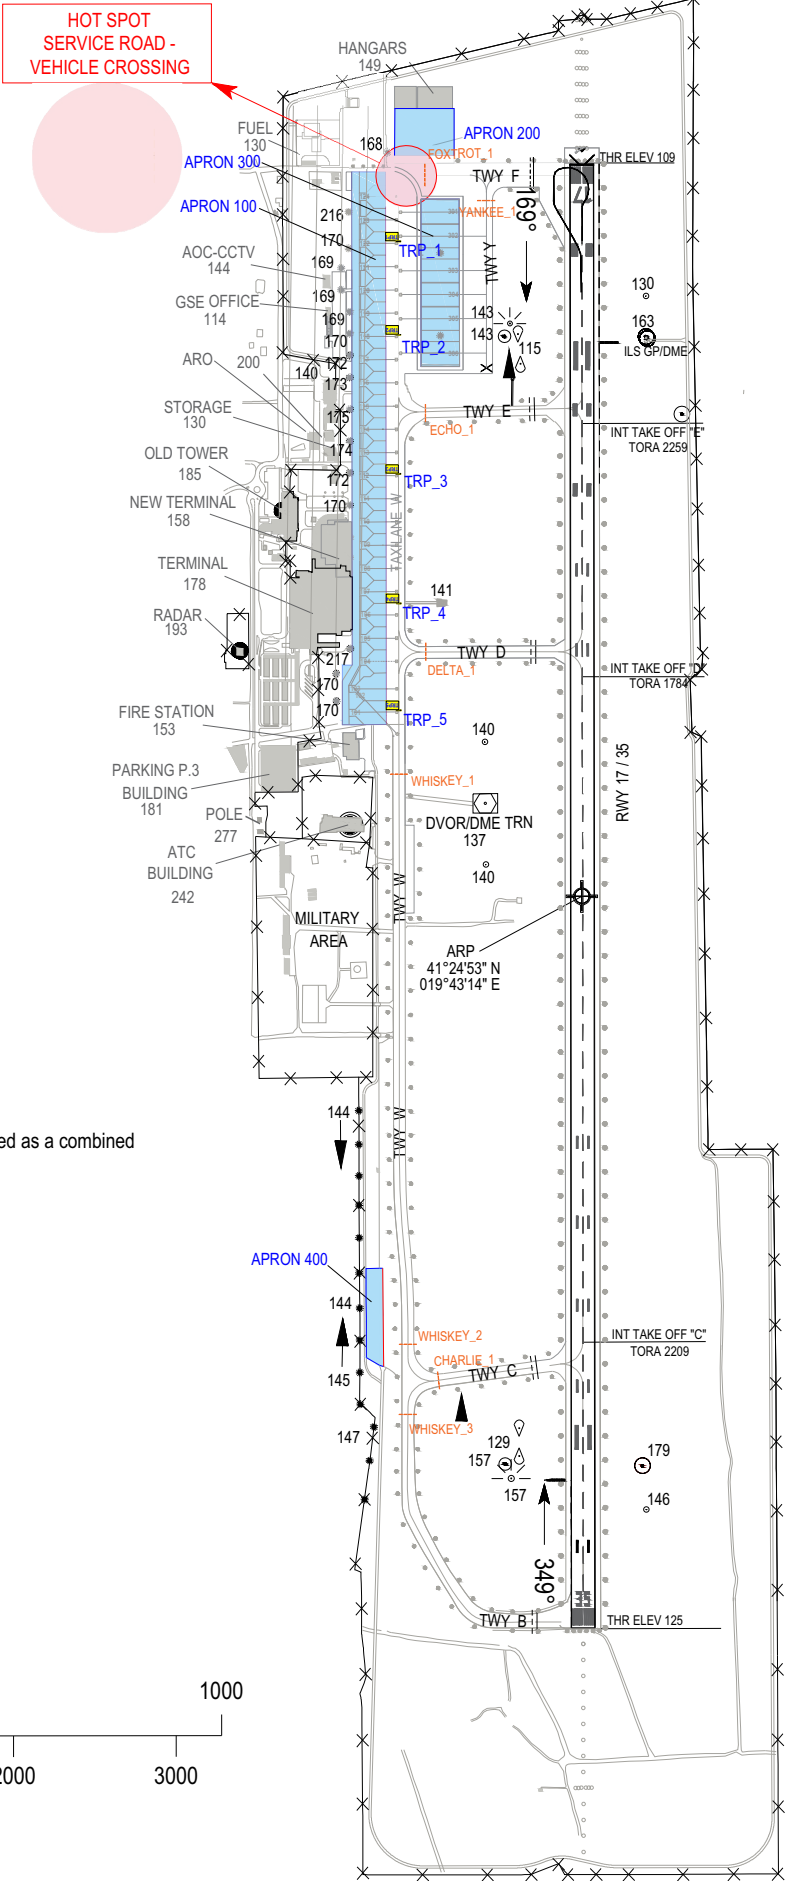 HOT SPOT
SERVICE ROAD -
VEHICLE CROSSING
HANGARS
149
FUEL
130
168
APRON 200
FOXTROT_1
THR ELEV 109
APRON 300
TWY F
APRON 100
YANKEE_1
216
170
TRP_1
TWY Y
AOC-CCTV
144
169
169
130
GSE OFFICE
114
169
143
143
163
170
TRP_2
115
ILS GP/DME
ARO
200
140
172
173
STORAGE
130
175
TWY E
ECHO_1
INT TAKE OFF "E"
TORA 2259
OLD TOWER
185
174
172
TRP_3
NEW TERMINAL
158
170
TAXILANE W
TERMINAL
178
141
TRP_4
RADAR
193
217
TWY D
DELTA_1
INT TAKE OFF "D"
TORA 1784
170
170
TRP_5
FIRE STATION
153
140
PARKING P.3
BUILDING
181
WHISKEY_1
RWY 17 / 35
POLE
277
DVOR/DME TRN
137
ATC
BUILDING
242
140
TWY W
MILITARY
AREA
ARP
41°24'53" N
019°43'14" E
144
TWY W
ed as a combined
APRON 400
144
WHISKEY_2
INT TAKE OFF "C"
TORA 2209
CHARLIE_1
TWY C
145
147
WHISKEY_3
129
157
157
179
146
349°
35
TWY B
THR ELEV 125
1000
2000
3000